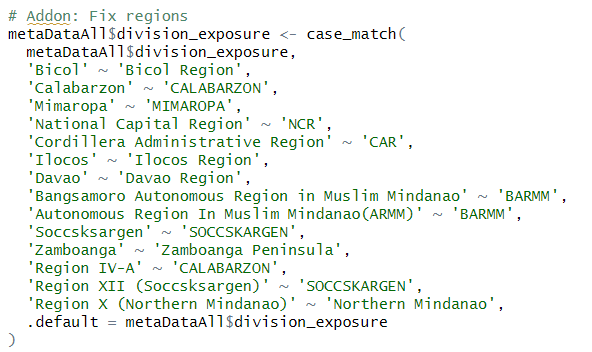 # Addon: Fix regions
metaDataAll$division_exposure <- case_match(
  metaDataAll$division_exposure,
  'Bicol' ~ 'Bicol Region',
  'Calabarzon' ~ 'CALABARZON',
  'Mimaropa' ~ 'MIMAROPA',
  'National Capital Region' ~ 'NCR',
  'Cordillera Administrative Region' ~ 'CAR',
  'Ilocos' ~ 'Ilocos Region',
  'Davao' ~ 'Davao Region',
  'Bangsamoro Autonomous Region in Muslim Mindanao' ~ 'BARMM',
  'Autonomous Region In Muslim Mindanao(ARMM)' ~ 'BARMM',
  'Soccsksargen' ~ 'SOCCSKARGEN',
  'Zamboanga' ~ 'Zamboanga Peninsula',
  'Region IV-A' ~ 'CALABARZON',
  'Region XII (Soccsksargen)' ~ 'SOCCSKARGEN',
  'Region X (Northern Mindanao)' ~ 'Northern Mindanao',
  .default = metaDataAll$division_exposure
)